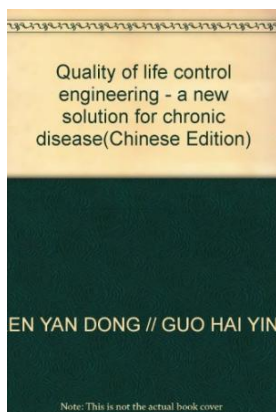 Quality of life control
engineering - a new
solution for chronic
disease(Chinese Edition)
EN YAN DONG // GUO HAI YIN
Note: This is not the actual book cover